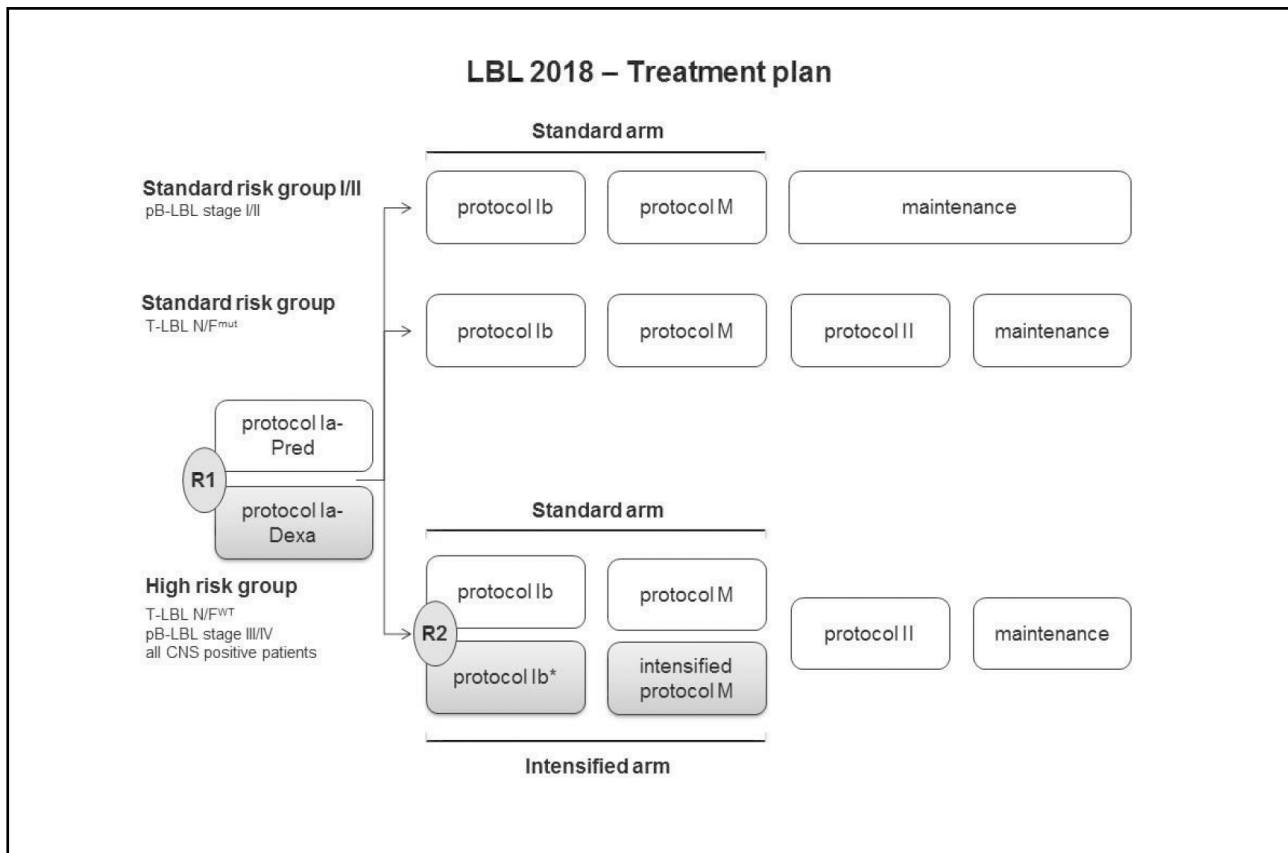 LBL 2018 – Treatment plan
Standard arm
Standard risk group I/II
pB-LBL stage I/II
protocol Ib
protocol M
maintenance
Standard risk group
T-LBL N/Fᵐᵘᵗ
protocol Ib
protocol M
protocol II
maintenance
protocol Ia-
Pred
R1
protocol Ia-
Dexa
High risk group
T-LBL N/Fᵂᵀ
pB-LBL stage III/IV
all CNS positive patients
Standard arm
protocol Ib
protocol M
R2
protocol Ib*
intensified
protocol M
protocol II
maintenance
Intensified arm